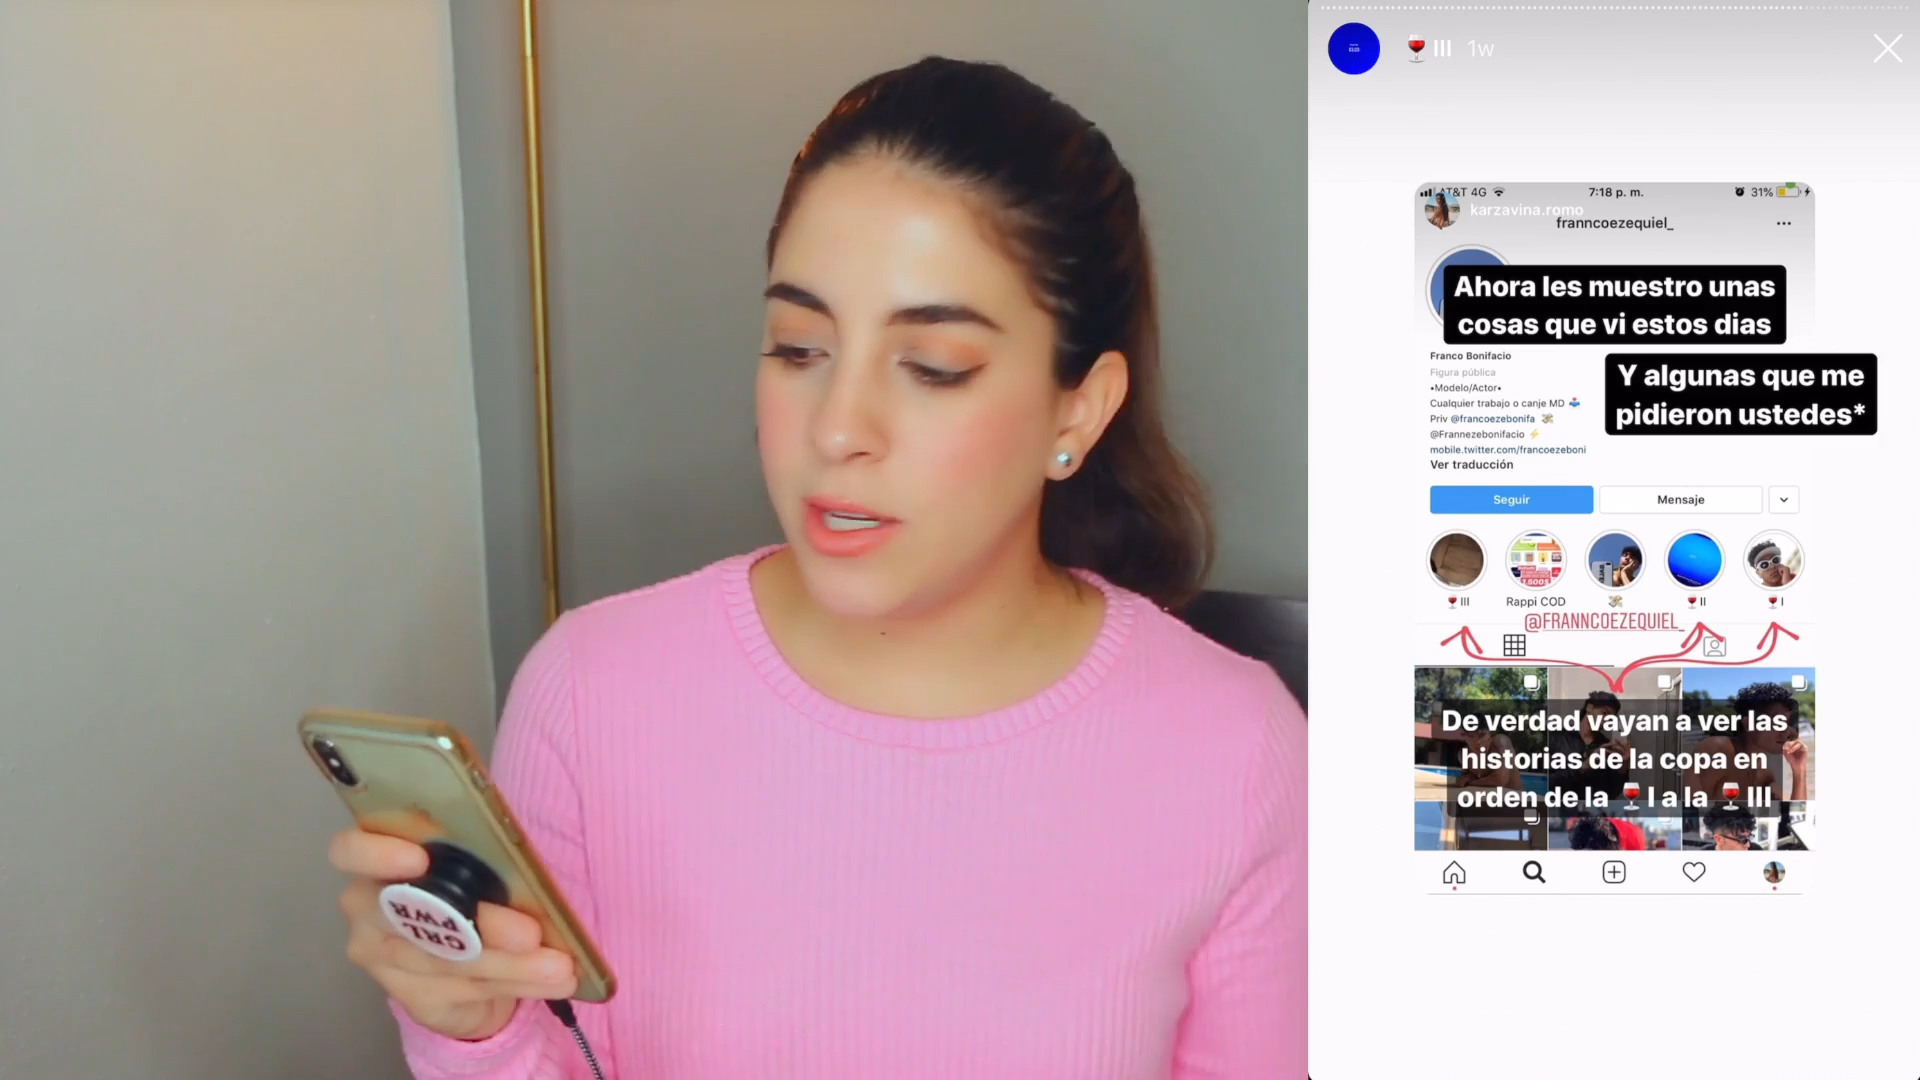 🍷III 1w
AT&T 4G 7:18 p. m. 31%
karzavina.romo
franncoezequiel_
Ahora les muestro unas
cosas que vi estos dias
Franco Bonifacio
Figura pública
•Modelo/Actor•
Cualquier trabajo o canje MD
Priv @francoezebonifa
@Frannezebonifacio
mobile.twitter.com/francoezeboni
Ver traducción
Y algunas que me
pidieron ustedes*
Seguir Mensaje
🍷III Rappi COD 💸 🍷II 🍷I
@FRANNCOEZEQUIEL_
De verdad vayan a ver las
historias de la copa en
orden de la 🍷I a la 🍷III
GRL
PWR